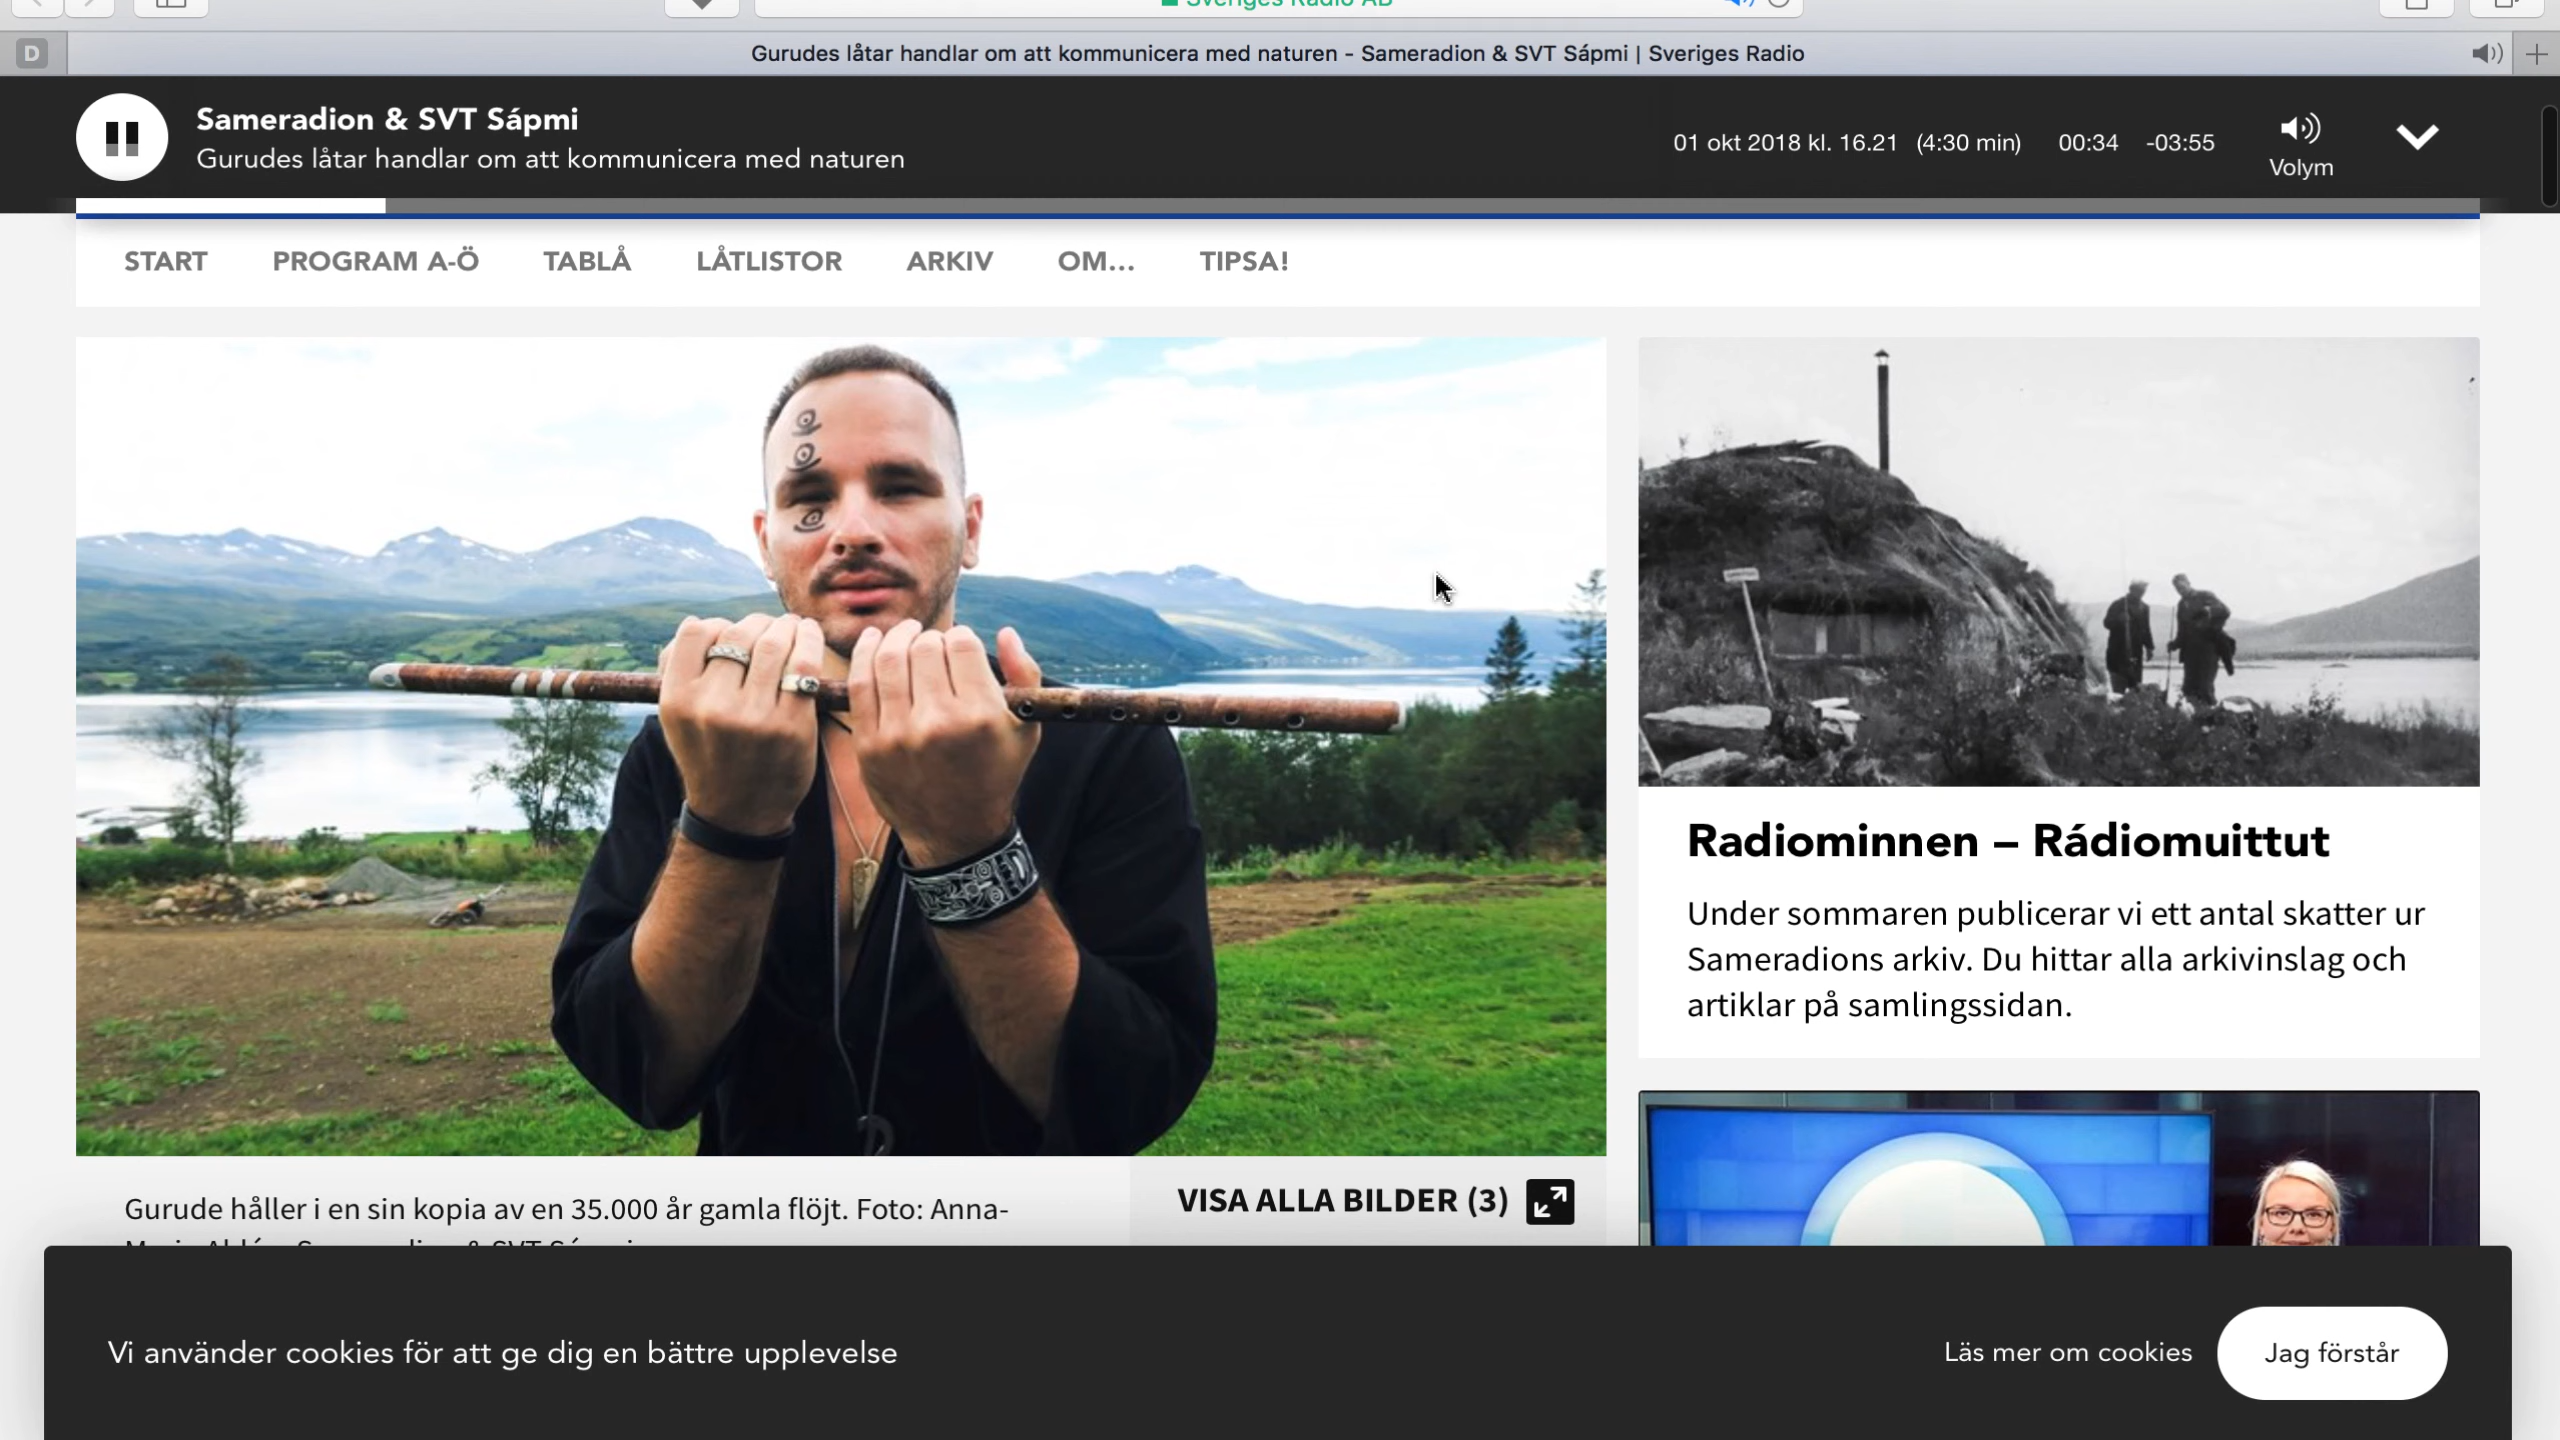 Sveriges Radio AB
D
Gurudes låtar handlar om att kommunicera med naturen - Sameradion & SVT Sápmi | Sveriges Radio
Sameradion & SVT Sápmi
Gurudes låtar handlar om att kommunicera med naturen
01 okt 2018 kl. 16.21 (4:30 min) 00:34 -03:55
Volym
START PROGRAM A-Ö TABLÅ LÅTLISTOR ARKIV OM... TIPSA!
Gurude håller i en sin kopia av en 35.000 år gamla flöjt. Foto: Anna-
VISA ALLA BILDER (3)
Radiominnen – Rádiomuittut
Under sommaren publicerar vi ett antal skatter ur
Sameradions arkiv. Du hittar alla arkivinslag och
artiklar på samlingssidan.
Vi använder cookies för att ge dig en bättre upplevelse
Läs mer om cookies
Jag förstår